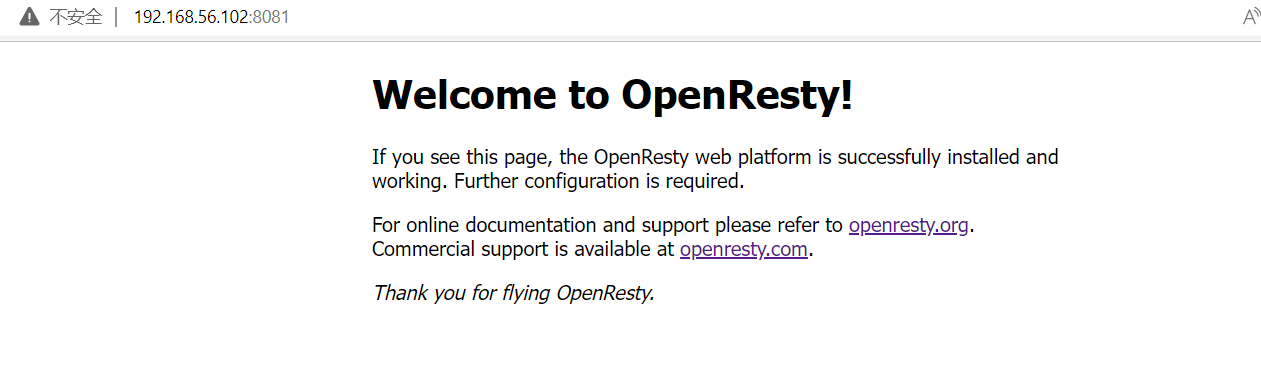 不安全 | 192.168.56.102:8081
Welcome to OpenResty!
If you see this page, the OpenResty web platform is successfully installed and
working. Further configuration is required.
For online documentation and support please refer to openresty.org.
Commercial support is available at openresty.com.
Thank you for flying OpenResty.